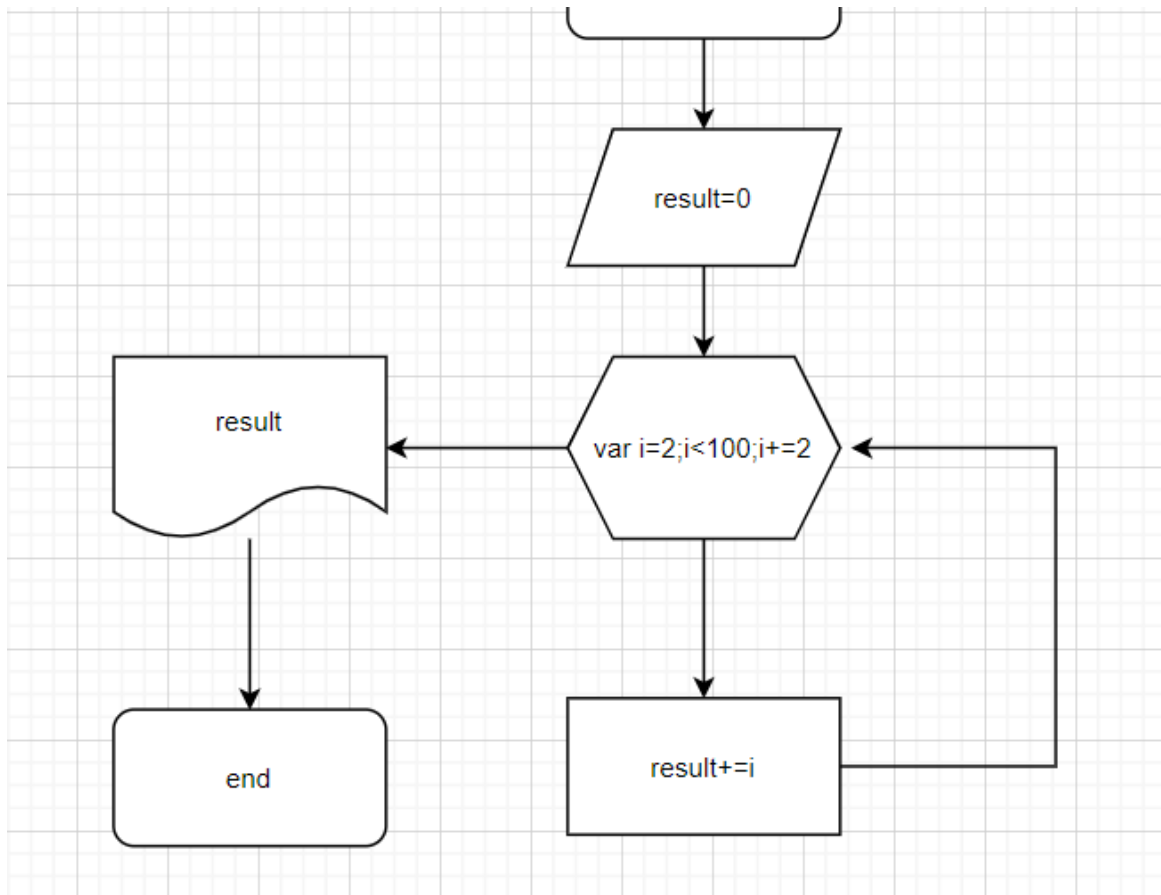 result=0
var i=2;i<100;i+=2
result
result+=i
end